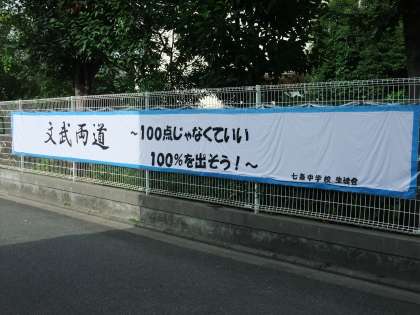 文武両道
～100点じゃなくていい
100%を出そう!～
七条中学校 生徒会